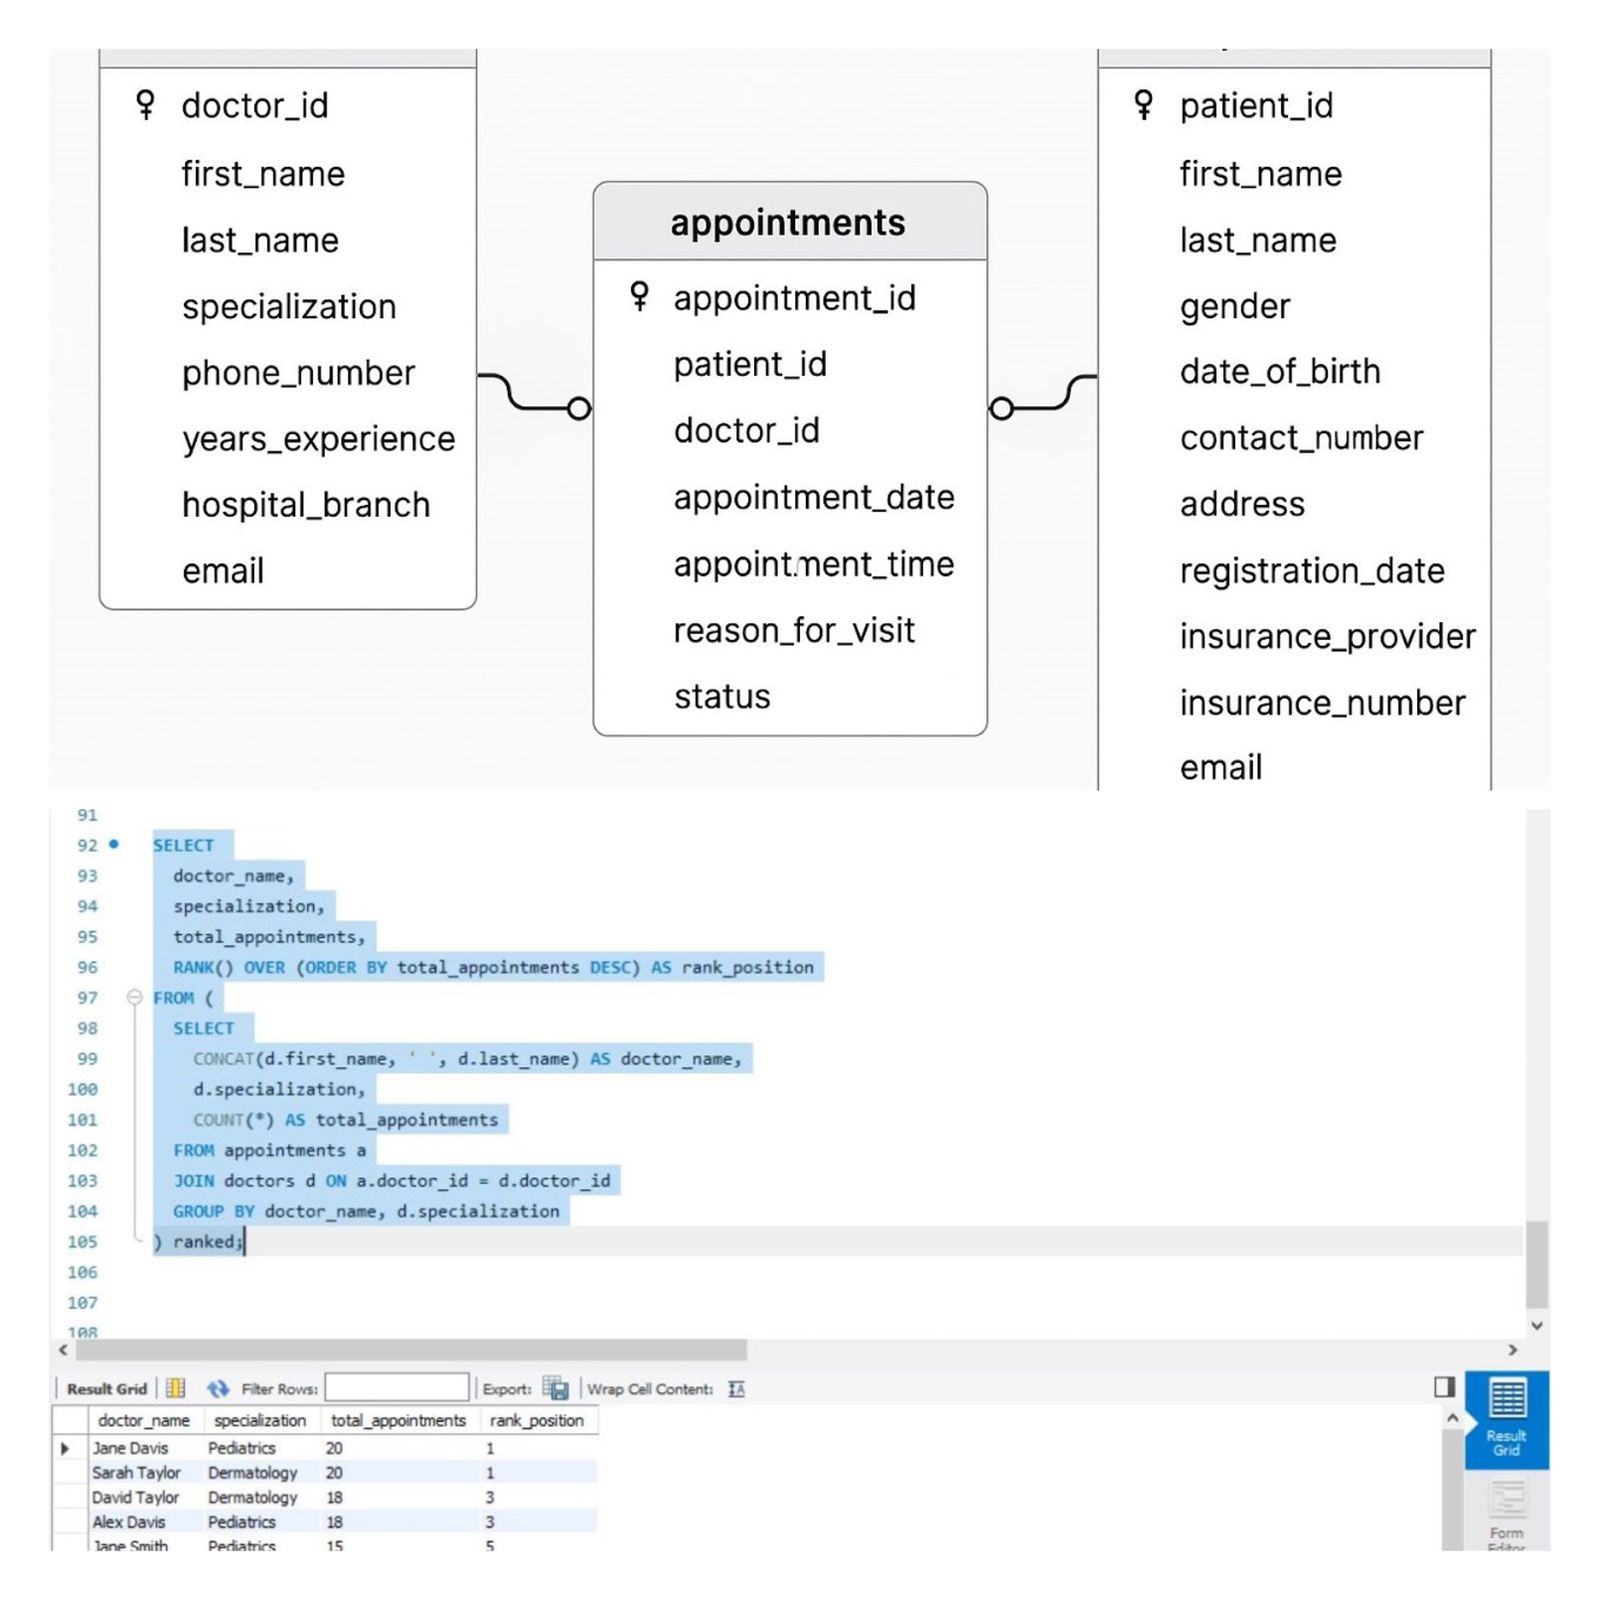 doctor_id
first_name
last_name
specialization
phone_number
years_experience
hospital_branch
email
appointments
appointment_id
patient_id
doctor_id
appointment_date
appointment_time
reason_for_visit
status
patient_id
first_name
last_name
gender
date_of_birth
contact_number
address
registration_date
insurance_provider
insurance_number
email
91
92 SELECT
93 doctor_name,
94 specialization,
95 total_appointments,
96 RANK() OVER (ORDER BY total_appointments DESC) AS rank_position
97 FROM (
98 SELECT
99 CONCAT(d.first_name, ' ', d.last_name) AS doctor_name,
100 d.specialization,
101 COUNT(*) AS total_appointments
102 FROM appointments a
103 JOIN doctors d ON a.doctor_id = d.doctor_id
104 GROUP BY doctor_name, d.specialization
105 ) ranked;
106
107
108
Result Grid Filter Rows: Export: Wrap Cell Content: IA
doctor_name specialization total_appointments rank_position
Jane Davis Pediatrics 20 1
Sarah Taylor Dermatology 20 1
David Taylor Dermatology 18 3
Alex Davis Pediatrics 18 3
Jane Smith Pediatrics 15 5
Result
Grid
Form
Editor